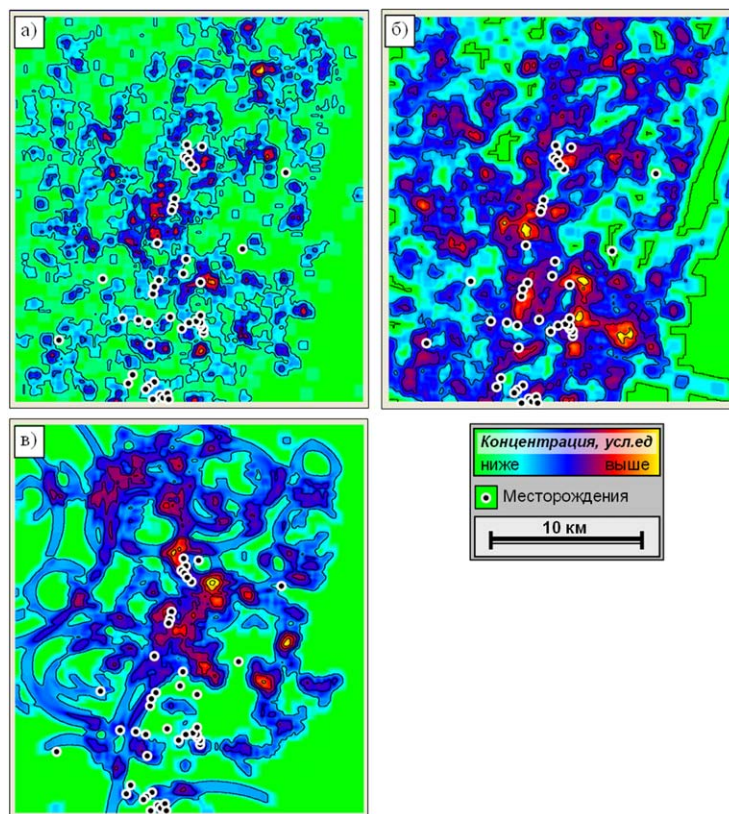 а)
б)
в)
Концентрация, усл.ед
ниже выше
Месторождения
10 км